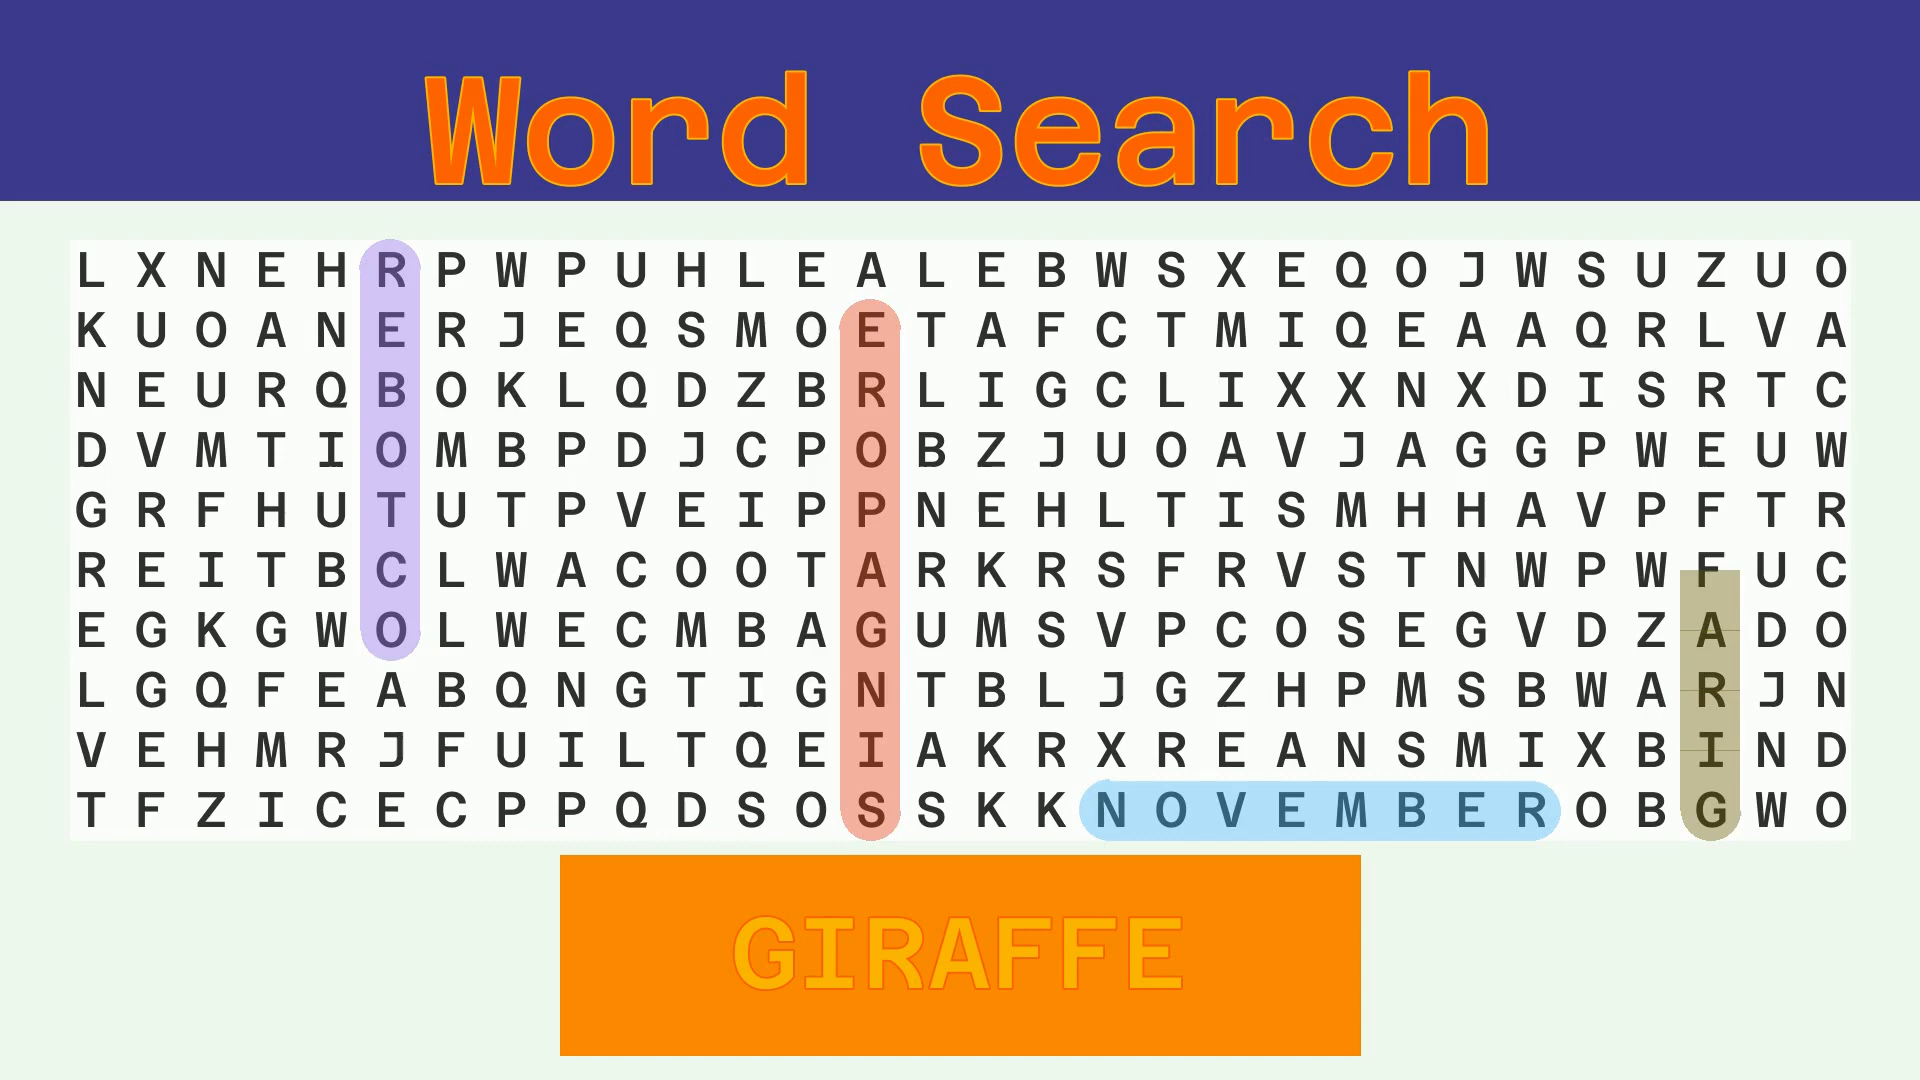 Word Search
L X N E H R P W P U H L E A L E B W S X E Q O J W S U Z U O
K U O A N E R J E Q S M O E T A F C T M I Q E A A Q R L V A
N E U R Q B O K L Q D Z B R L I G C L I X X N X D I S R T C
D V M T I O M B P D J C P O B Z J U O A V J A G G P W E U W
G R F H U T U T P V E I P P N E H L T I S M H H A V P F T R
R E I T B C L W A C O O T A R K R S F R V S T N W P W F U C
E G K G W O L W E C M B A G U M S V P C O S E G V D Z A D O
L G Q F E A B Q N G T I G N T B L J G Z H P M S B W A R J N
V E H M R J F U I L T Q E I A K R X R E A N S M I X B I N D
T F Z I C E C P P Q D S O S S K K N O V E M B E R O B G W O
GIRAFFE